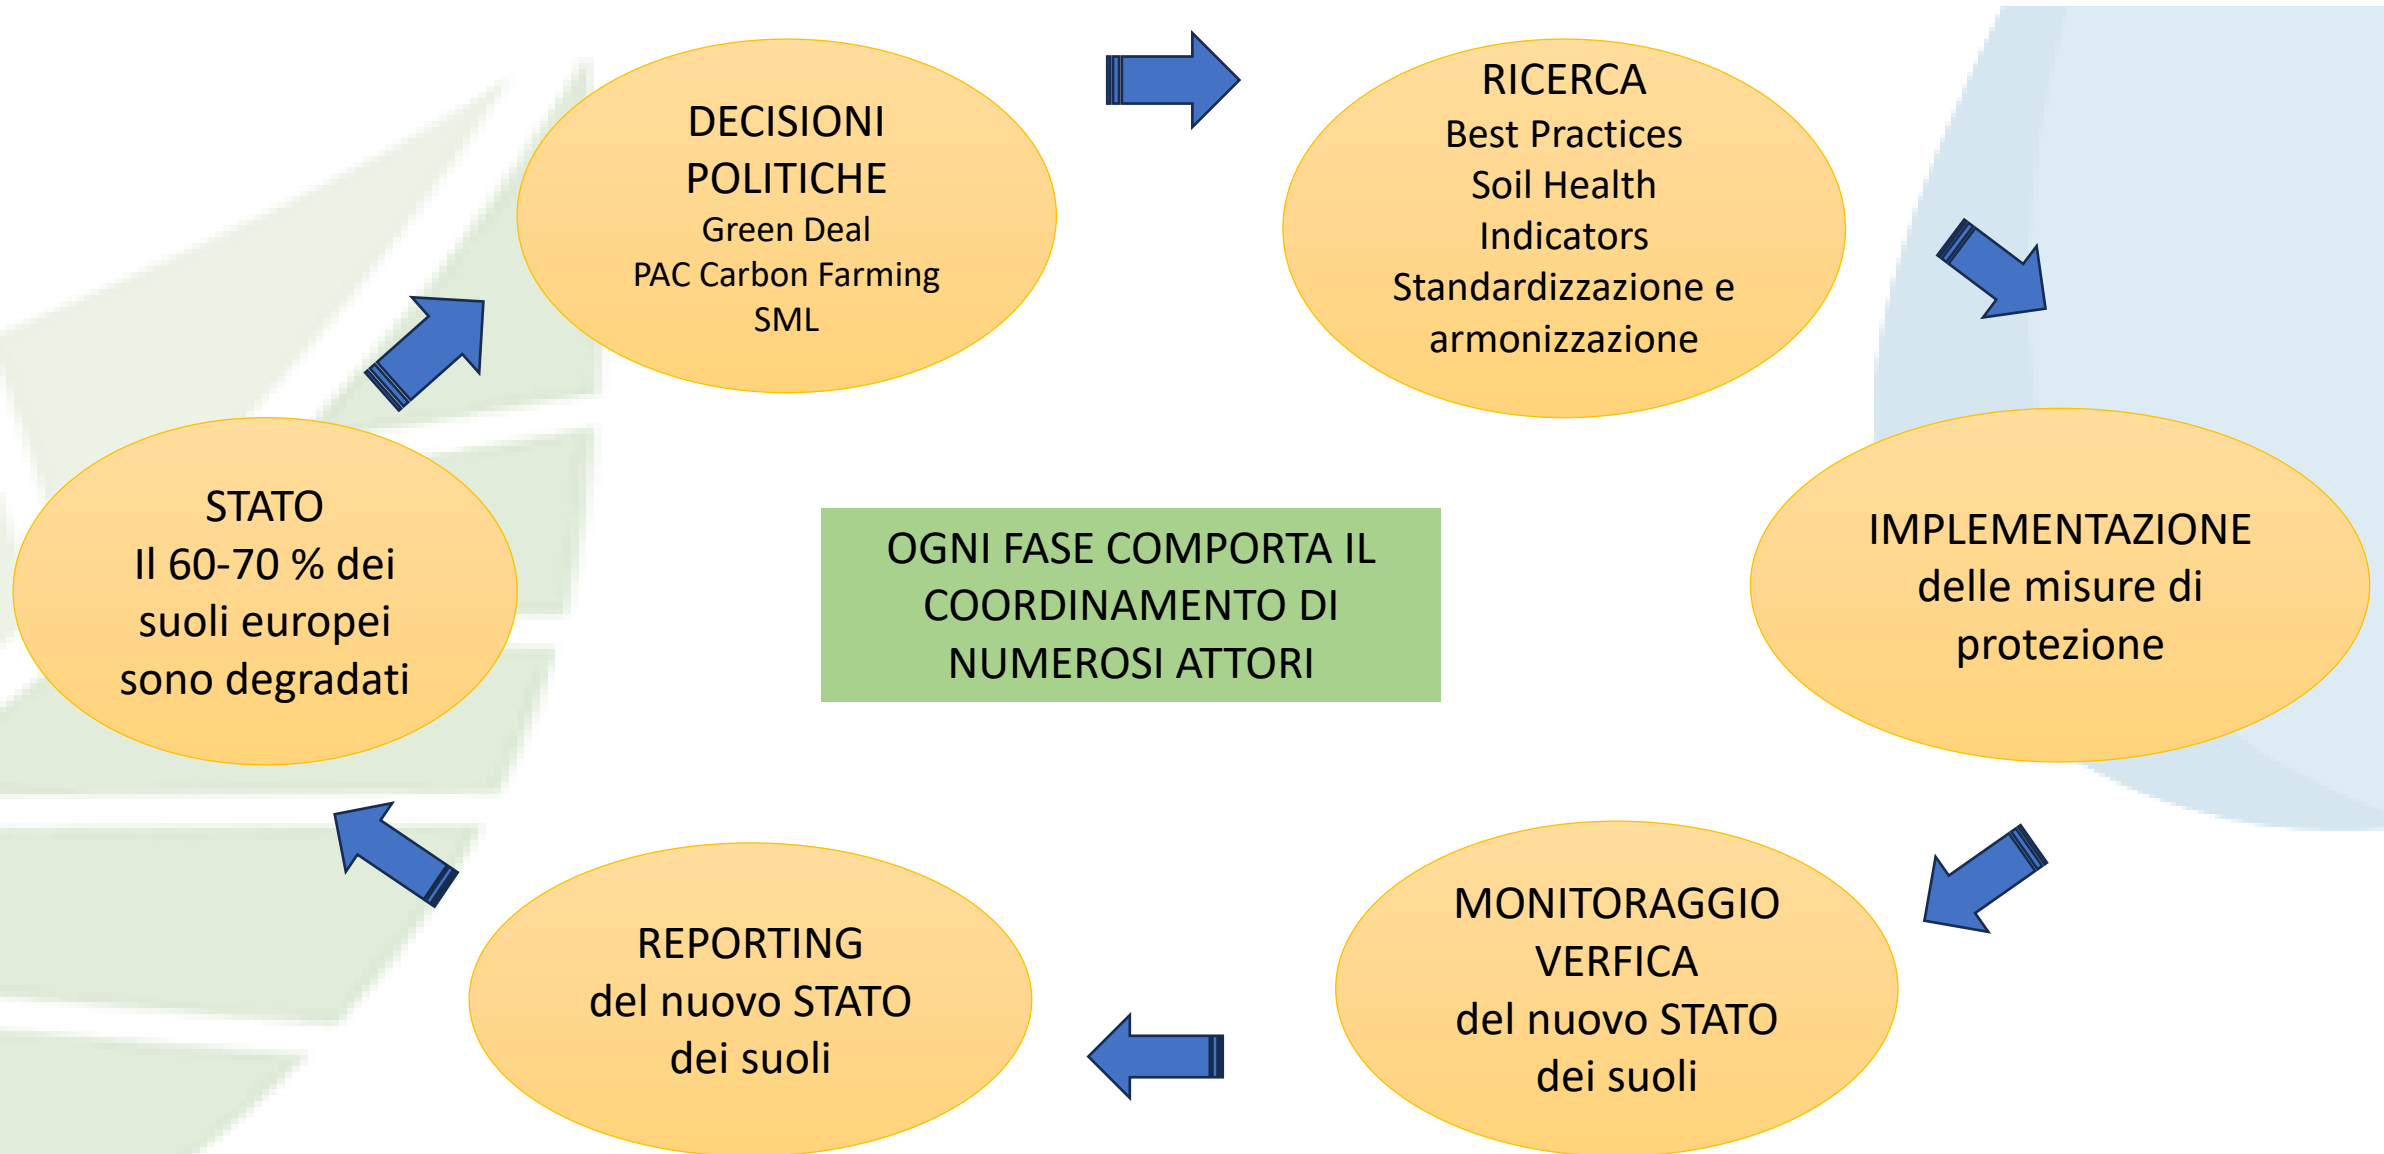 DECISIONI
POLITICHE
Green Deal
PAC Carbon Farming
SML
RICERCA
Best Practices
Soil Health
Indicators
Standardizzazione e
armonizzazione
STATO
Il 60-70 % dei
suoli europei
sono degradati
OGNI FASE COMPORTA IL
COORDINAMENTO DI
NUMEROSI ATTORI
IMPLEMENTAZIONE
delle misure di
protezione
REPORTING
del nuovo STATO
dei suoli
MONITORAGGIO
VERFICA
del nuovo STATO
dei suoli